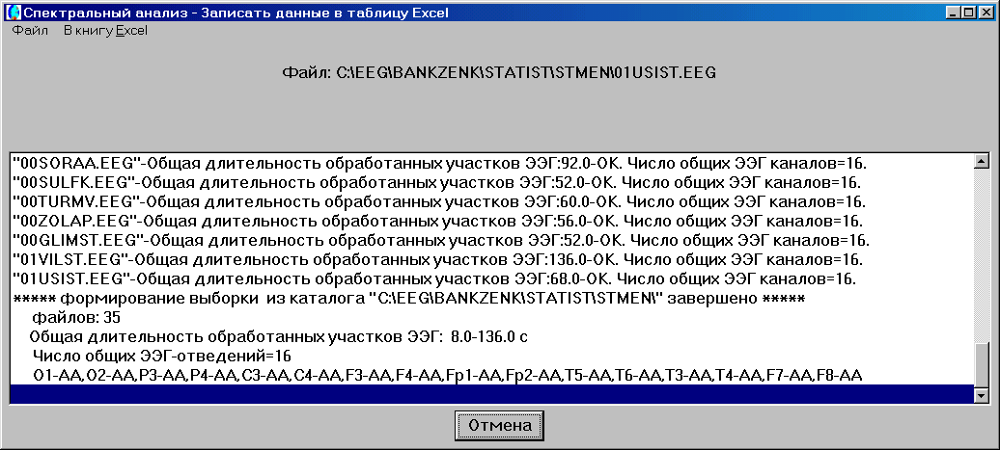 Спектральный анализ - Записать данные в таблицу Excel
Файл В книгу Excel
Файл: C:\EEG\BANKZENK\STATIST\STMEN\01USIST.EEG
"00SORAA.EEG"-Общая длительность обработанных участков ЭЭГ:92.0-OK. Число общих ЭЭГ каналов=16.
"00SULFK.EEG"-Общая длительность обработанных участков ЭЭГ:52.0-OK. Число общих ЭЭГ каналов=16.
"00TURMV.EEG"-Общая длительность обработанных участков ЭЭГ:60.0-OK. Число общих ЭЭГ каналов=16.
"00ZOLAP.EEG"-Общая длительность обработанных участков ЭЭГ:56.0-OK. Число общих ЭЭГ каналов=16.
"00GLIMST.EEG"-Общая длительность обработанных участков ЭЭГ:52.0-OK. Число общих ЭЭГ каналов=16.
"01VILST.EEG"-Общая длительность обработанных участков ЭЭГ:136.0-OK. Число общих ЭЭГ каналов=16.
"01USIST.EEG"-Общая длительность обработанных участков ЭЭГ:68.0-OK. Число общих ЭЭГ каналов=16.
***** формирование выборки из каталога "C:\EEG\BANKZENK\STATIST\STMEN\" завершено *****
файлов: 35
Общая длительность обработанных участков ЭЭГ: 8.0-136.0 с
Число общих ЭЭГ-отведений=16
O1-AA,O2-AA,P3-AA,P4-AA,C3-AA,C4-AA,F3-AA,F4-AA,Fp1-AA,Fp2-AA,T5-AA,T6-AA,T3-AA,T4-AA,F7-AA,F8-AA
Отмена